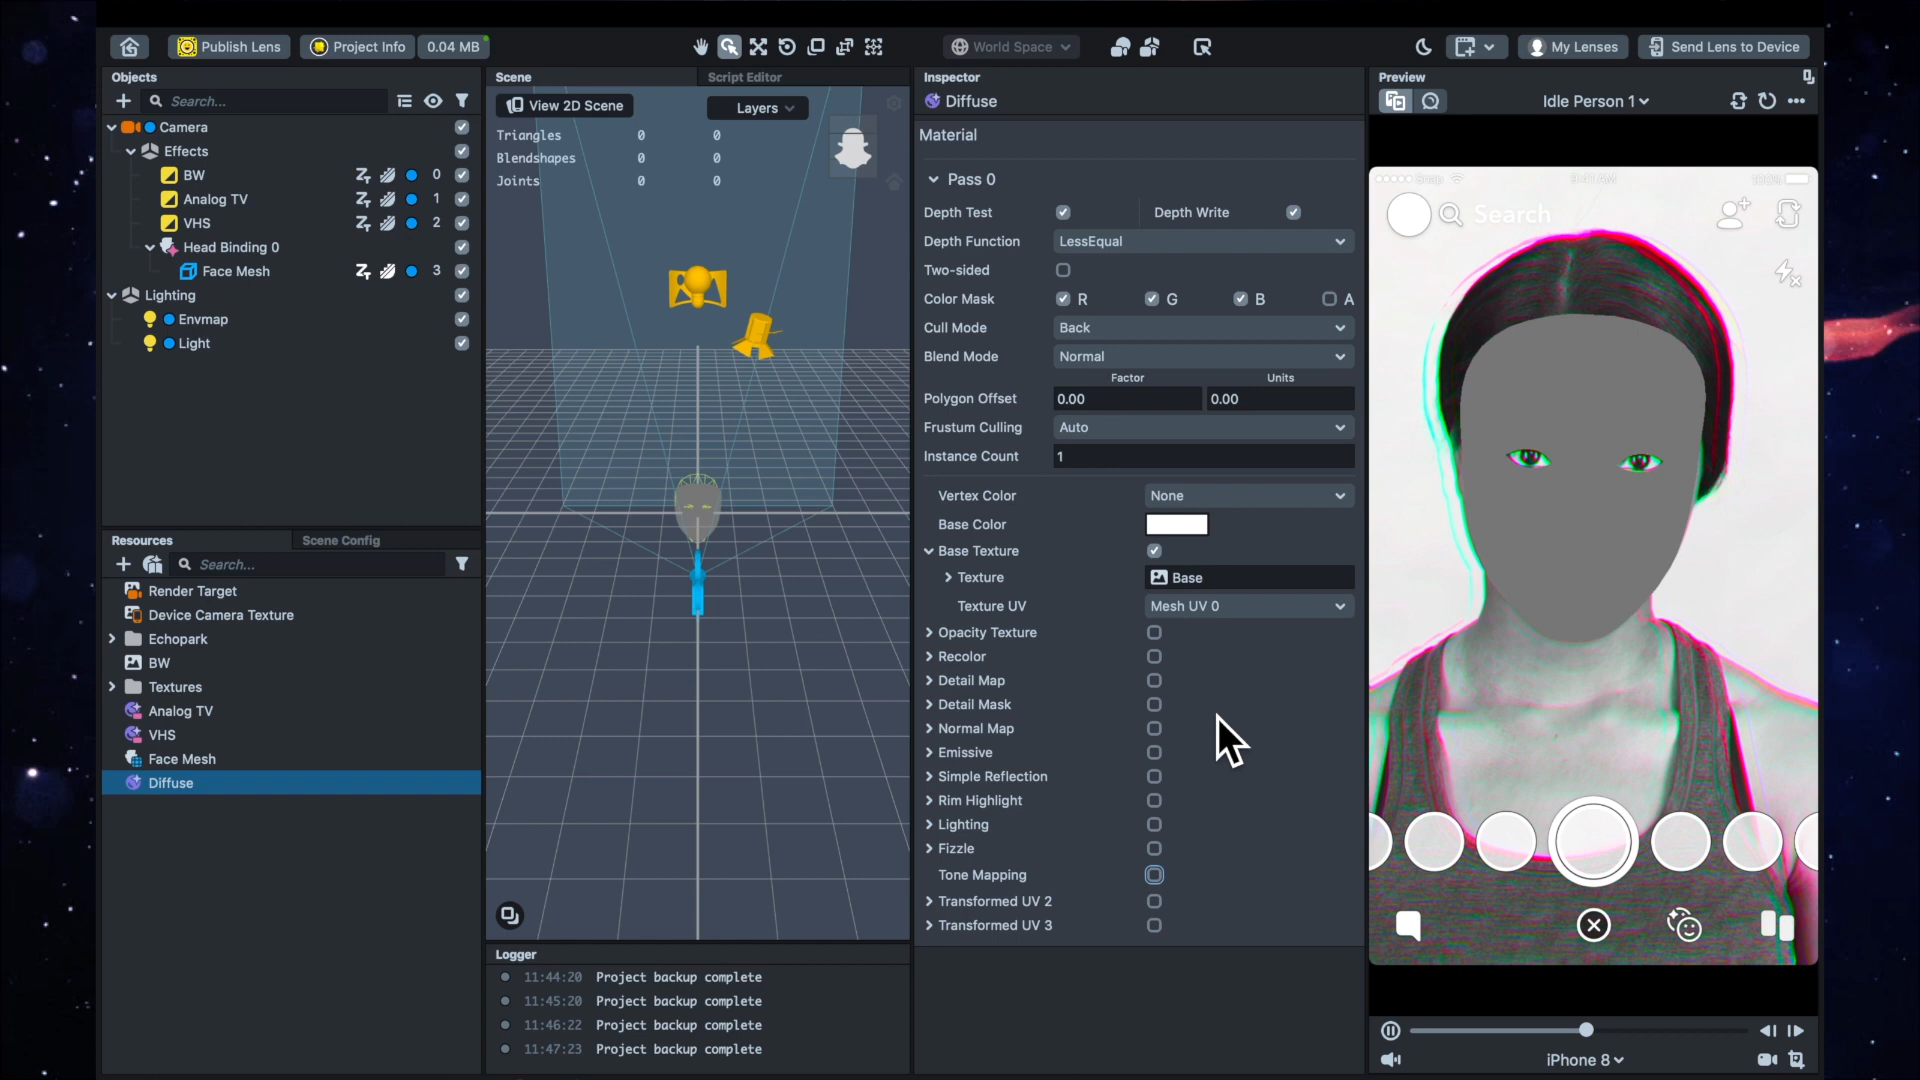 Publish Lens
Project Info
0.04 MB
World Space
My Lenses
Send Lens to Device
Objects
Search...
Camera
Effects
BW 0
Analog TV 1
VHS 2
Head Binding 0
Face Mesh 3
Lighting
Envmap
Light
Resources
Scene Config
Search...
Render Target
Device Camera Texture
Echopark
BW
Textures
Analog TV
VHS
Face Mesh
Diffuse
Scene
Script Editor
View 2D Scene
Layers
Triangles 0 0
Blendshapes 0 0
Joints 0 0
Logger
11:44:20 Project backup complete
11:45:20 Project backup complete
11:46:22 Project backup complete
11:47:23 Project backup complete
Inspector
Diffuse
Material
Pass 0
Depth Test
Depth Write
Depth Function LessEqual
Two-sided
Color Mask R G B A
Cull Mode Back
Blend Mode Normal
Factor Units
Polygon Offset 0.00 0.00
Frustum Culling Auto
Instance Count 1
Vertex Color None
Base Color
Base Texture
Texture Base
Texture UV Mesh UV 0
Opacity Texture
Recolor
Detail Map
Detail Mask
Normal Map
Emissive
Simple Reflection
Rim Highlight
Lighting
Fizzle
Tone Mapping
Transformed UV 2
Transformed UV 3
Preview
Idle Person 1
Snap 9:41 AM 100%
Search
iPhone 8